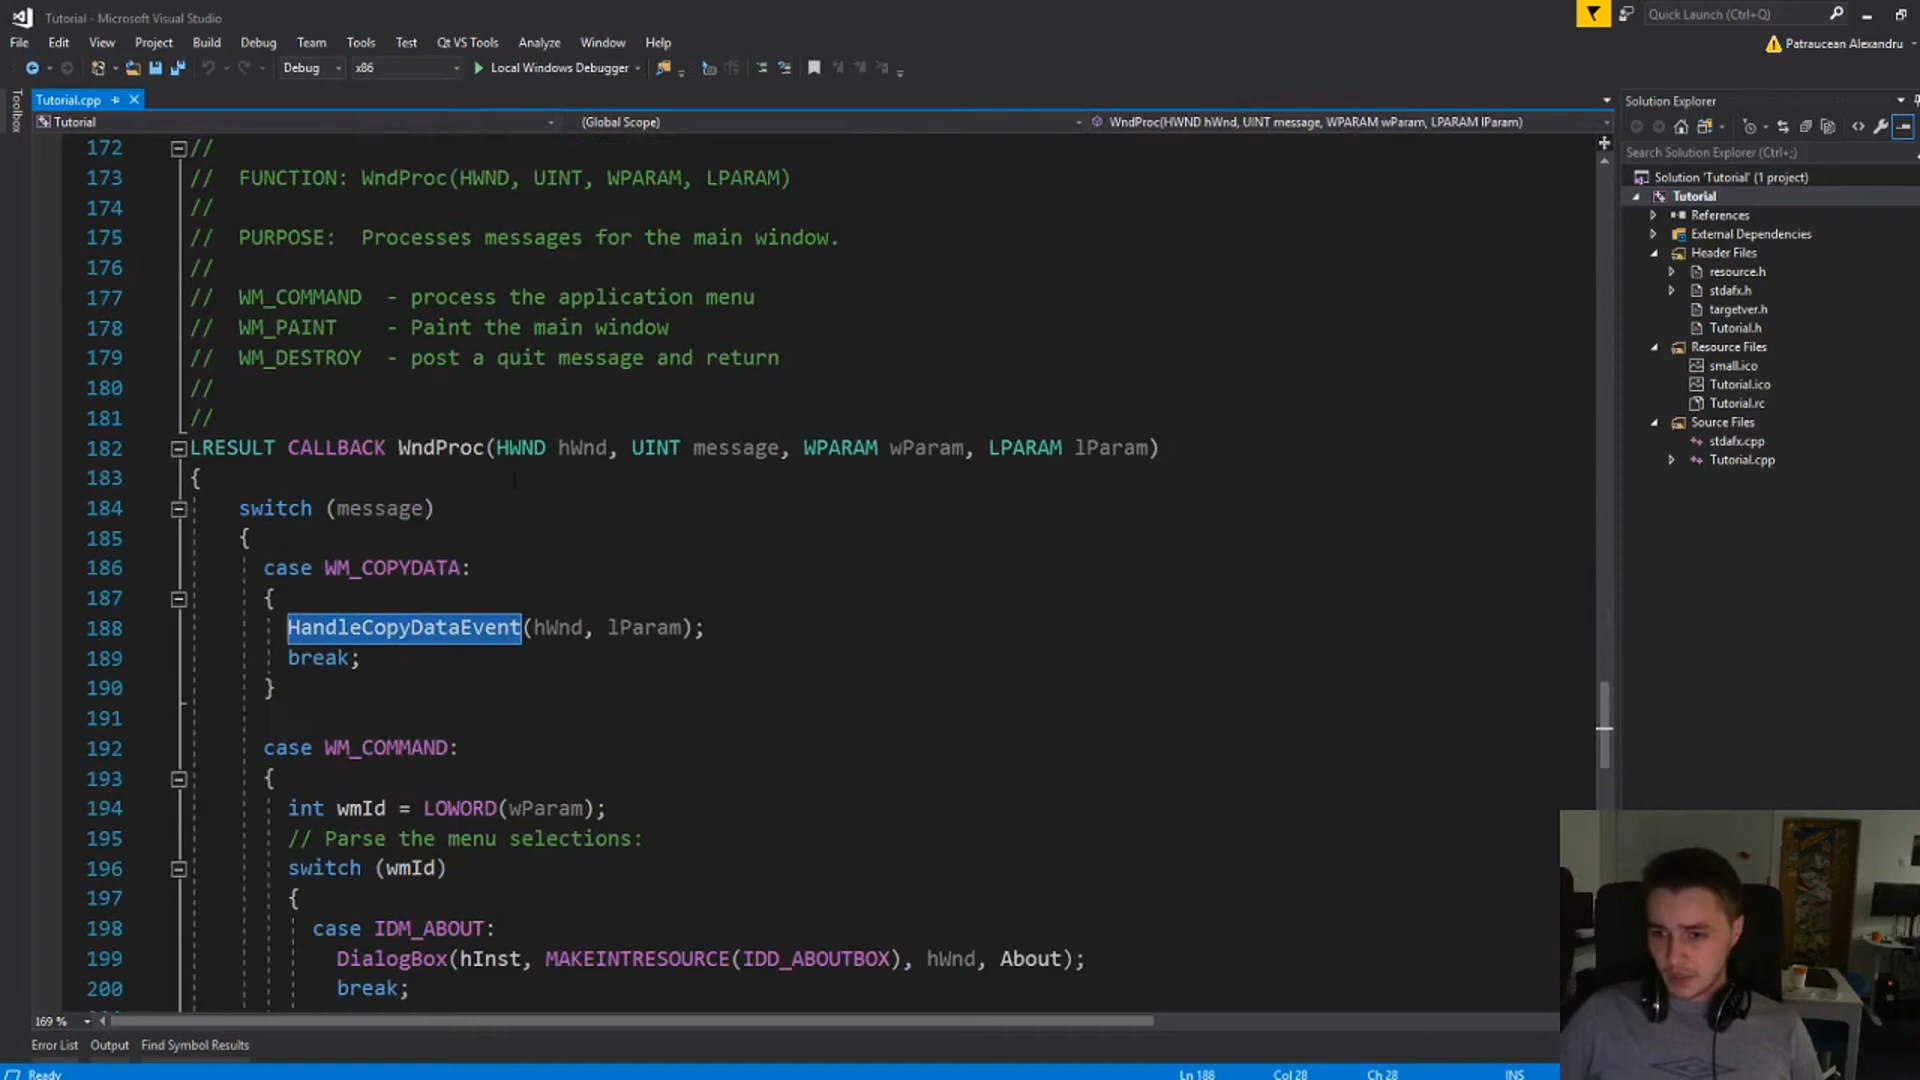 Tutorial - Microsoft Visual Studio
Quick Launch (Ctrl+Q)
File Edit View Project Build Debug Team Tools Test Qt VS Tools Analyze Window Help
Patraucean Alexandru
Debug x86 Local Windows Debugger
Toolbox
Tutorial.cpp
Solution Explorer
Tutorial (Global Scope) WndProc(HWND hWnd, UINT message, WPARAM wParam, LPARAM lParam)
Search Solution Explorer (Ctrl+;)
Solution 'Tutorial' (1 project)
Tutorial
References
External Dependencies
Header Files
resource.h
stdafx.h
targetver.h
Tutorial.h
Resource Files
small.ico
Tutorial.ico
Tutorial.rc
Source Files
stdafx.cpp
Tutorial.cpp
172 //
173 // FUNCTION: WndProc(HWND, UINT, WPARAM, LPARAM)
174 //
175 // PURPOSE: Processes messages for the main window.
176 //
177 // WM_COMMAND - process the application menu
178 // WM_PAINT - Paint the main window
179 // WM_DESTROY - post a quit message and return
180 //
181 //
182 LRESULT CALLBACK WndProc(HWND hWnd, UINT message, WPARAM wParam, LPARAM lParam)
183 {
184 switch (message)
185 {
186 case WM_COPYDATA:
187 {
188 HandleCopyDataEvent(hWnd, lParam);
189 break;
190 }
191
192 case WM_COMMAND:
193 {
194 int wmId = LOWORD(wParam);
195 // Parse the menu selections:
196 switch (wmId)
197 {
198 case IDM_ABOUT:
199 DialogBox(hInst, MAKEINTRESOURCE(IDD_ABOUTBOX), hWnd, About);
200 break;
169 %
Error List Output Find Symbol Results
Ready Ln 188 Col 28 Ch 28 INS